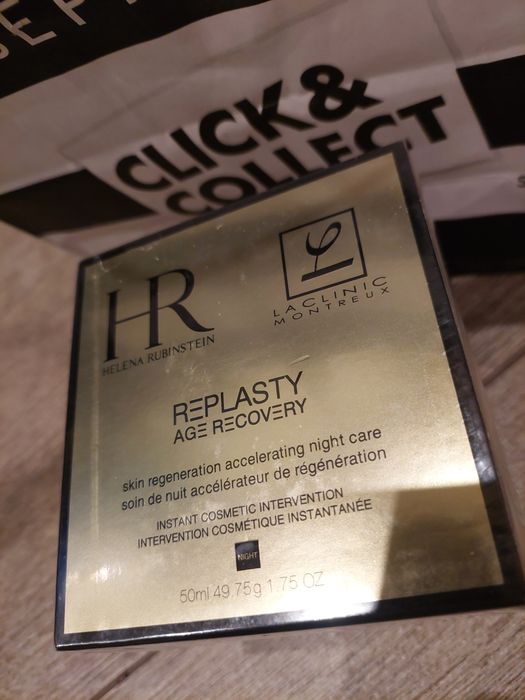 CLICK&
COLLECT
HR
HELENA RUBINSTEIN
LACLINIC
MONTREUX
REPLASTY
AGE RECOVERY
skin regeneration accelerating night care
soin de nuit accélérateur de régénération
INSTANT COSMETIC INTERVENTION
INTERVENTION COSMÉTIQUE INSTANTANÉE
NIGHT
50ml 49.75g 1.75 OZ